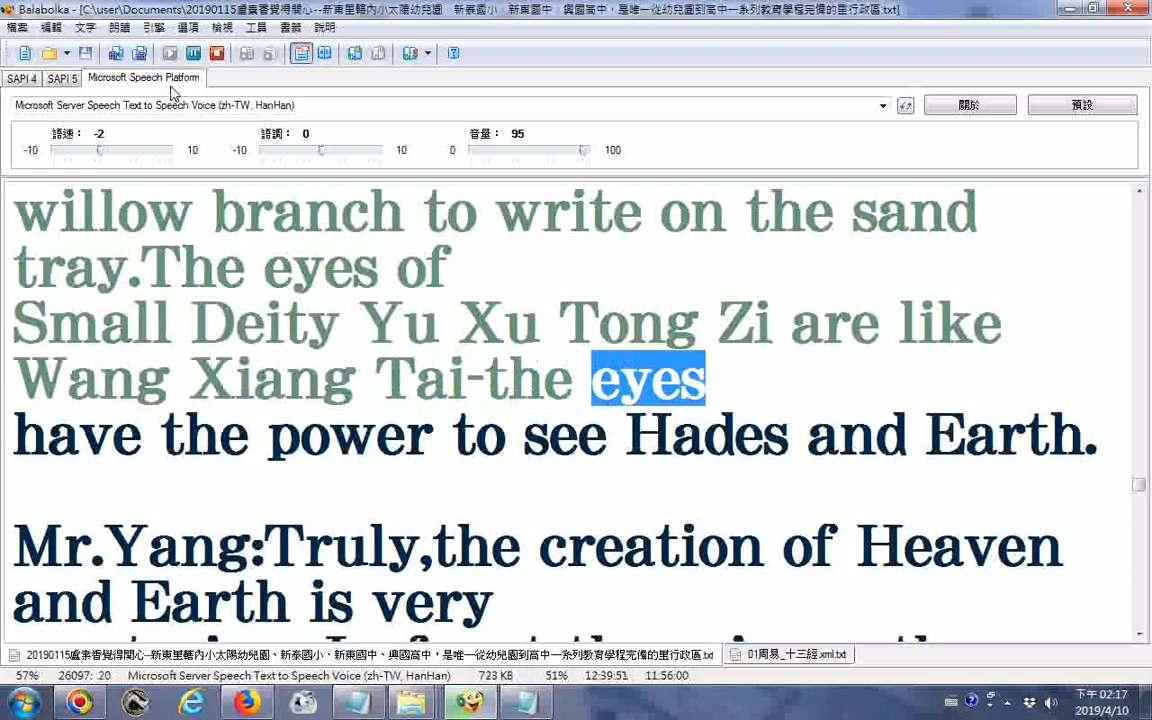 Balabolka - [C:\user\Documents\20190115盧素香覺得開心--新東里轄內小太陽幼兒園 新泰國小、新東國中、興國高中，是唯一從幼兒園到高中一系列教育學程完備的里行政區.txt]
檔案 編輯 文字 朗讀 引擎 選項 檢視 工具 書籤 說明
SAPI 4 SAPI 5 Microsoft Speech Platform
Microsoft Server Speech Text to Speech Voice (zh-TW, HanHan) 關於 預設
語速： -2 語調： 0 音量： 95
-10 10 -10 10 0 100
willow branch to write on the sand
tray.The eyes of
Small Deity Yu Xu Tong Zi are like
Wang Xiang Tai-the eyes
have the power to see Hades and Earth.
Mr.Yang:Truly,the creation of Heaven
and Earth is very
20190115盧素香覺得開心--新東里轄內小太陽幼兒園、新泰國小、新東國中、興國高中，是唯一從幼兒園到高中一系列教育學程完備的里行政區.txt 01周易_十三經.xml.txt
57% 26097: 20 Microsoft Server Speech Text to Speech Voice (zh-TW, HanHan) 723 KB 51% 12:39:51 11:56:00
下午 02:17
2019/4/10